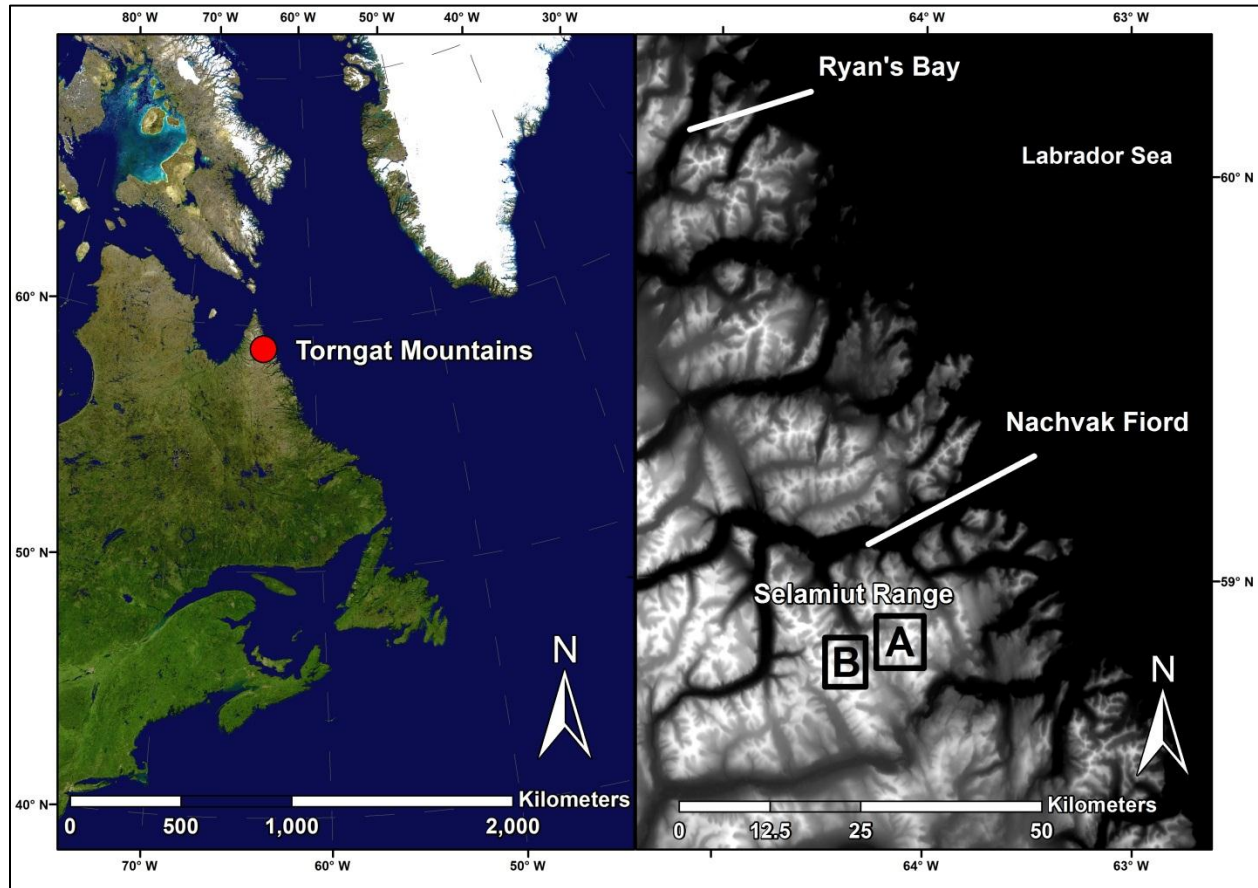 80° W 70° W 60° W 50° W 40° W 30° W
64° W 63° W
Ryan's Bay
Labrador Sea
60° N
60° N
Torngat Mountains
Nachvak Fiord
50° N
59° N
Selamiut Range
A
B
N
N
Kilometers
0 500 1,000 2,000
Kilometers
0 12.5 25 50
40° N
70° W 60° W 50° W
64° W 63° W